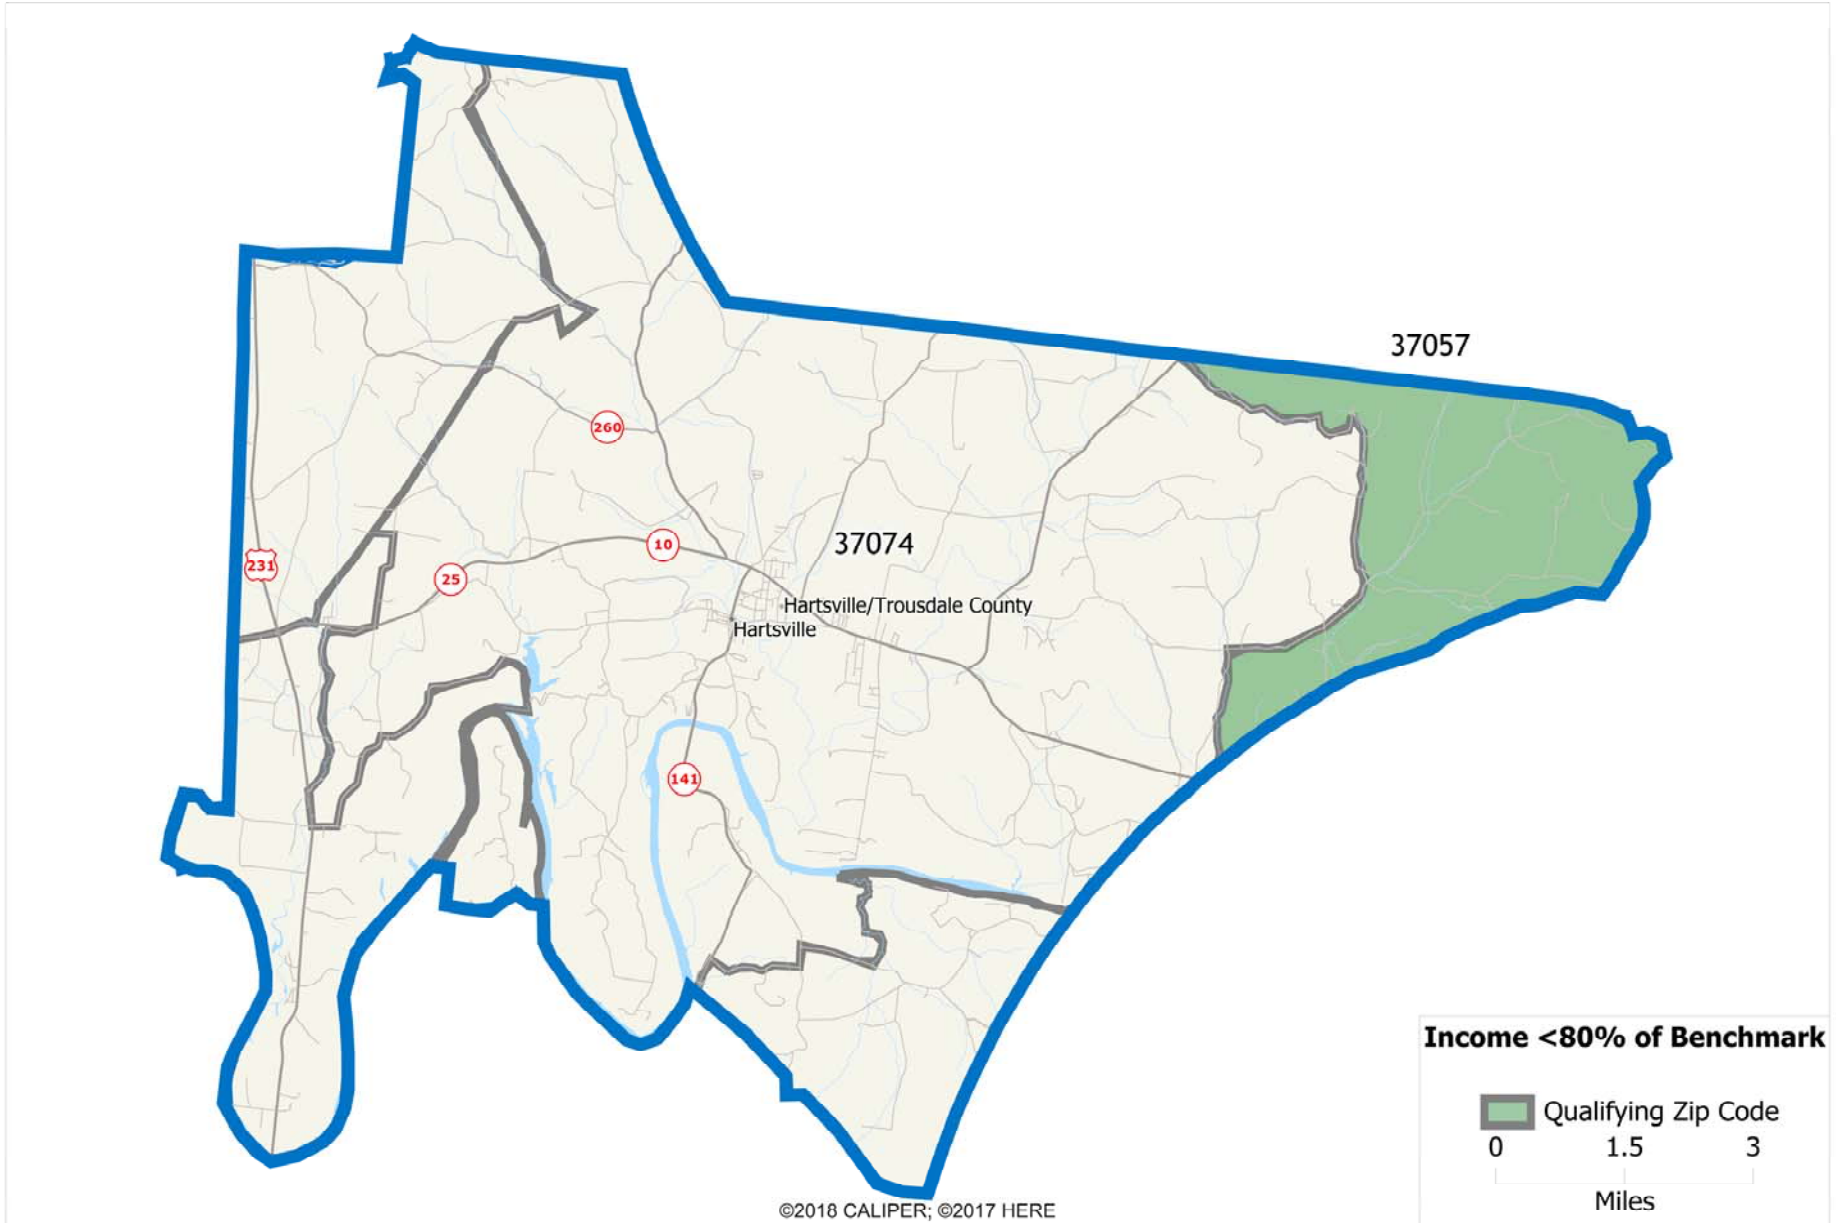 37057
260
10
37074
231
25
Hartsville/Trousdale County
Hartsville
141
Income <80% of Benchmark
Qualifying Zip Code
0 1.5 3
Miles
©2018 CALIPER; ©2017 HERE